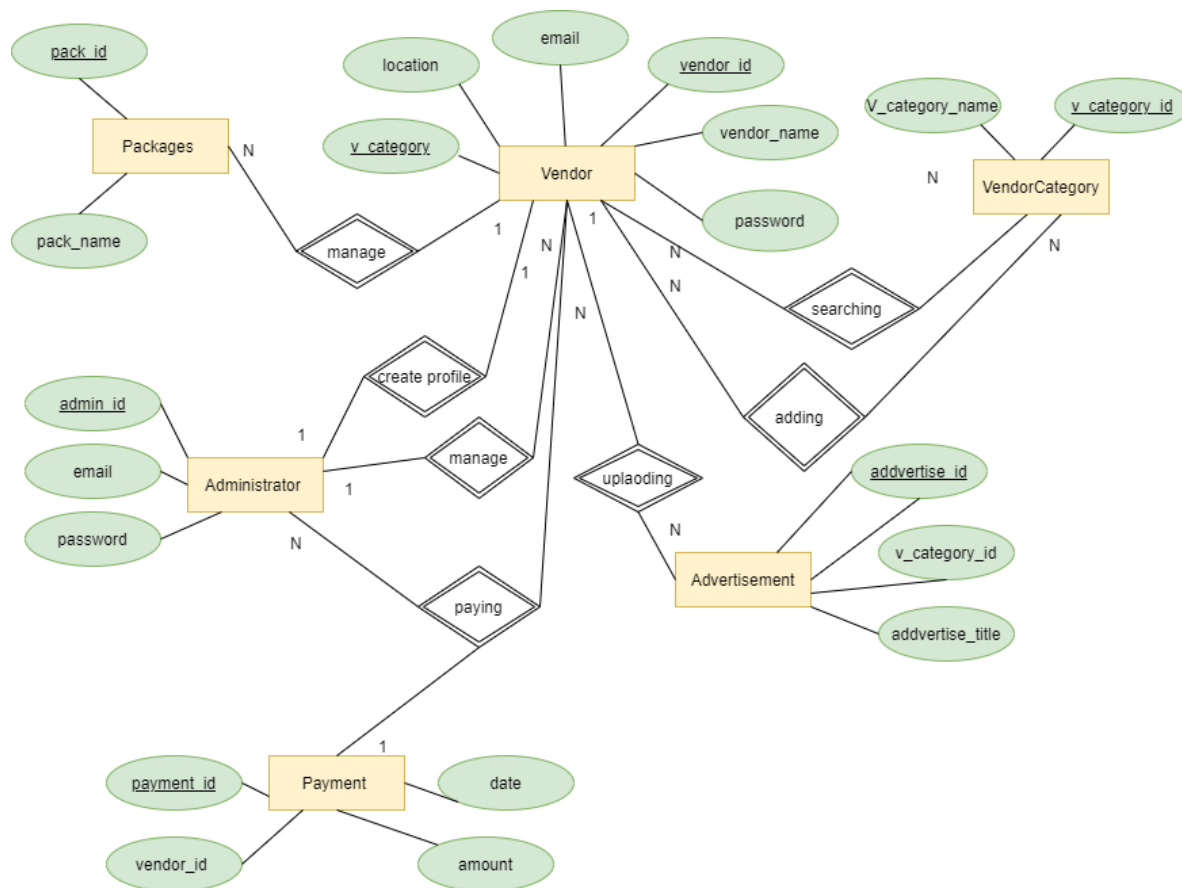 email
pack_id
location
vendor_id
V_category_name
v_category_id
vendor_name
Packages
N
v_category
Vendor
N
VendorCategory
password
pack_name
manage
1
N
1
N
N
1
N
searching
N
create profile
admin_id
1
adding
email
manage
Administrator
1
uplaoding
addvertise_id
password
N
N
v_category_id
Advertisement
paying
addvertise_title
1
payment_id
Payment
date
vendor_id
amount